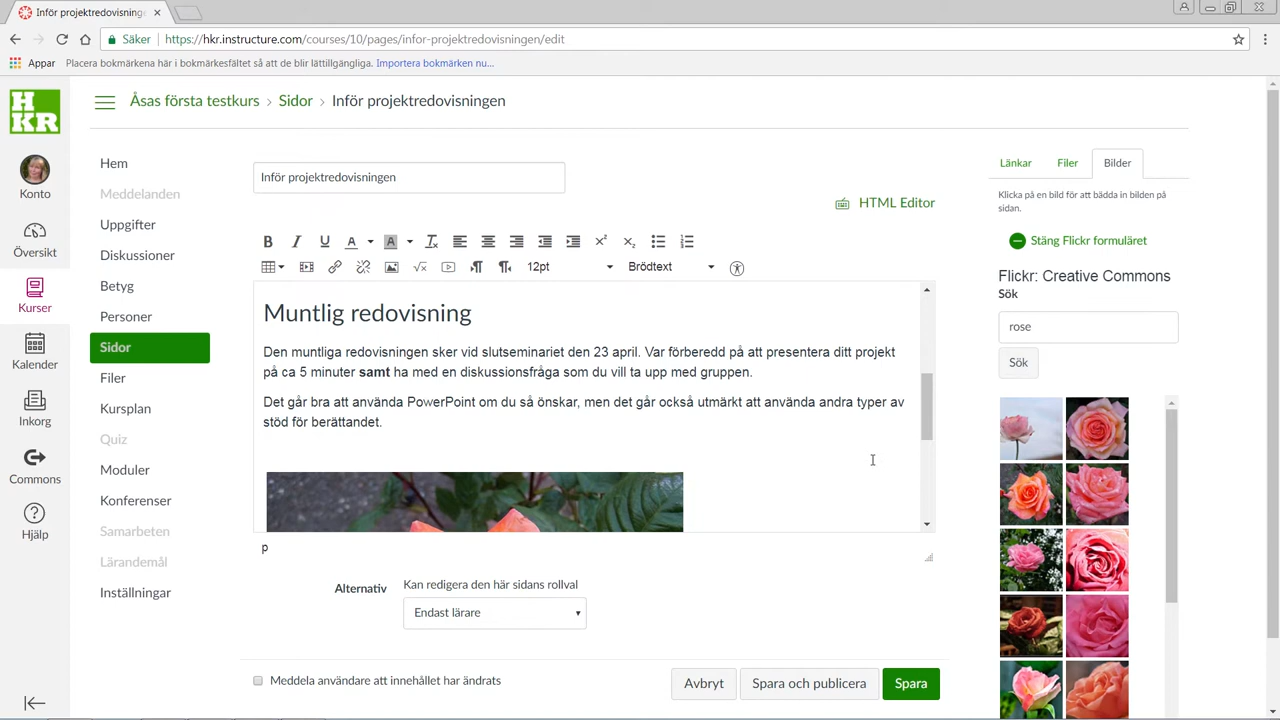 Inför projektredovisningen
Säker
https://hkr.instructure.com/courses/10/pages/infor-projektredovisningen/edit
Appar
Placera bokmärkena här i bokmärkesfältet så att de blir lättillgängliga. Importera bokmärken nu...
H
KR
Konto
Översikt
Kurser
Kalender
Inkorg
Commons
Hjälp
Åsas första testkurs › Sidor › Inför projektredovisningen
Hem
Meddelanden
Uppgifter
Diskussioner
Betyg
Personer
Sidor
Filer
Kursplan
Quiz
Moduler
Konferenser
Samarbeten
Lärandemål
Inställningar
Inför projektredovisningen
HTML Editor
B I U A A
12pt
Brödtext
Muntlig redovisning
Den muntliga redovisningen sker vid slutseminariet den 23 april. Var förberedd på att presentera ditt projekt
på ca 5 minuter samt ha med en diskussionsfråga som du vill ta upp med gruppen.
Det går bra att använda PowerPoint om du så önskar, men det går också utmärkt att använda andra typer av
stöd för berättandet.
p
Alternativ
Kan redigera den här sidans rollval
Endast lärare
Meddela användare att innehållet har ändrats
Avbryt
Spara och publicera
Spara
Länkar
Filer
Bilder
Klicka på en bild för att bädda in bilden på
sidan.
Stäng Flickr formuläret
Flickr: Creative Commons
Sök
rose
Sök